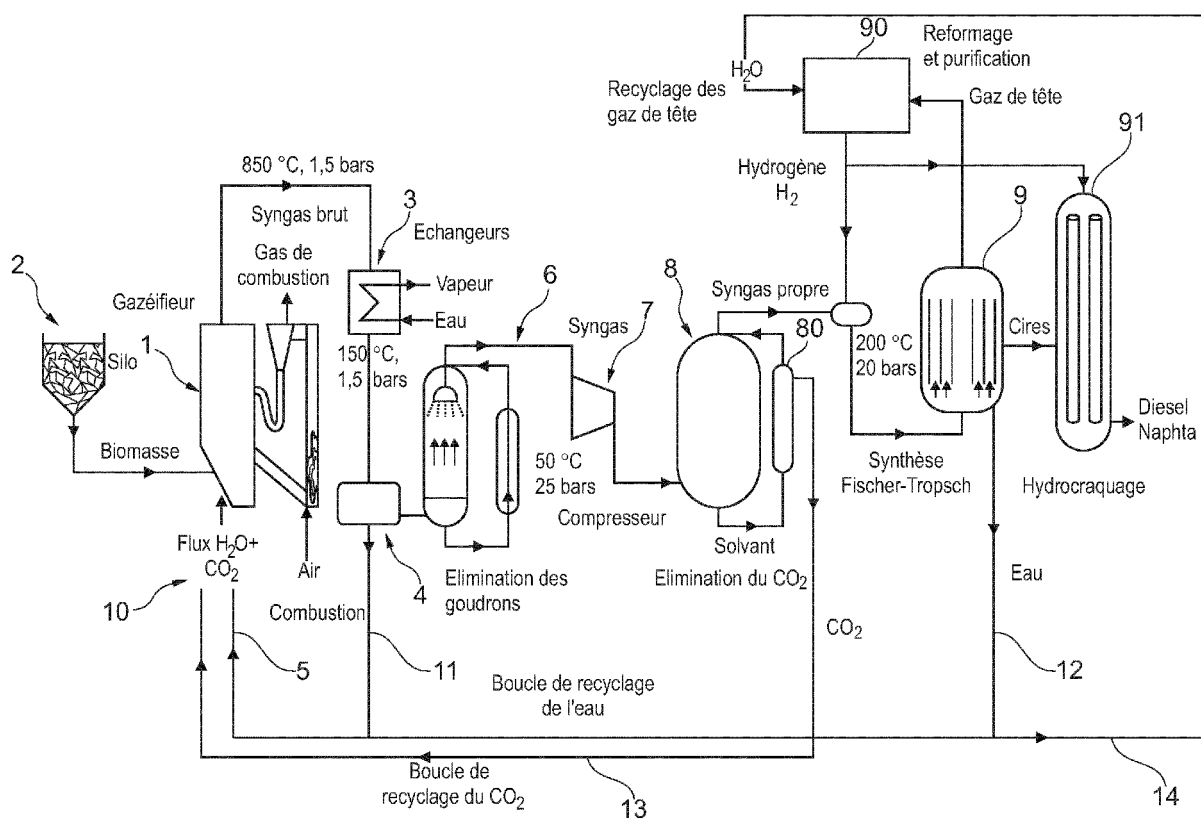 90
Reformage
et purification
H2O
Recyclage des
gaz de tête
Gaz de tête
91
850 °C, 1,5 bars
Hydrogène
H2
Syngas brut
3
9
Echangeurs
Gas de
combustion
2
8
Vapeur
6
Syngas propre
Gazéifieur
Syngas
7
Eau
80
Cires
1
Silo
150°C,
1,5 bars
200 °C
20 bars
Diesel
Naphta
Biomasse
50 °C
25 bars
Synthèse
Fischer-Tropsch
Hydrocraquage
Compresseur
Flux H2O+
CO2
Air
Solvant
10
4
Elimination des
goudrons
Elimination du CO2
Eau
Combustion
CO2
5
11
12
Boucle de recyclage
de l'eau
Boucle de
recyclage du CO2
13
14